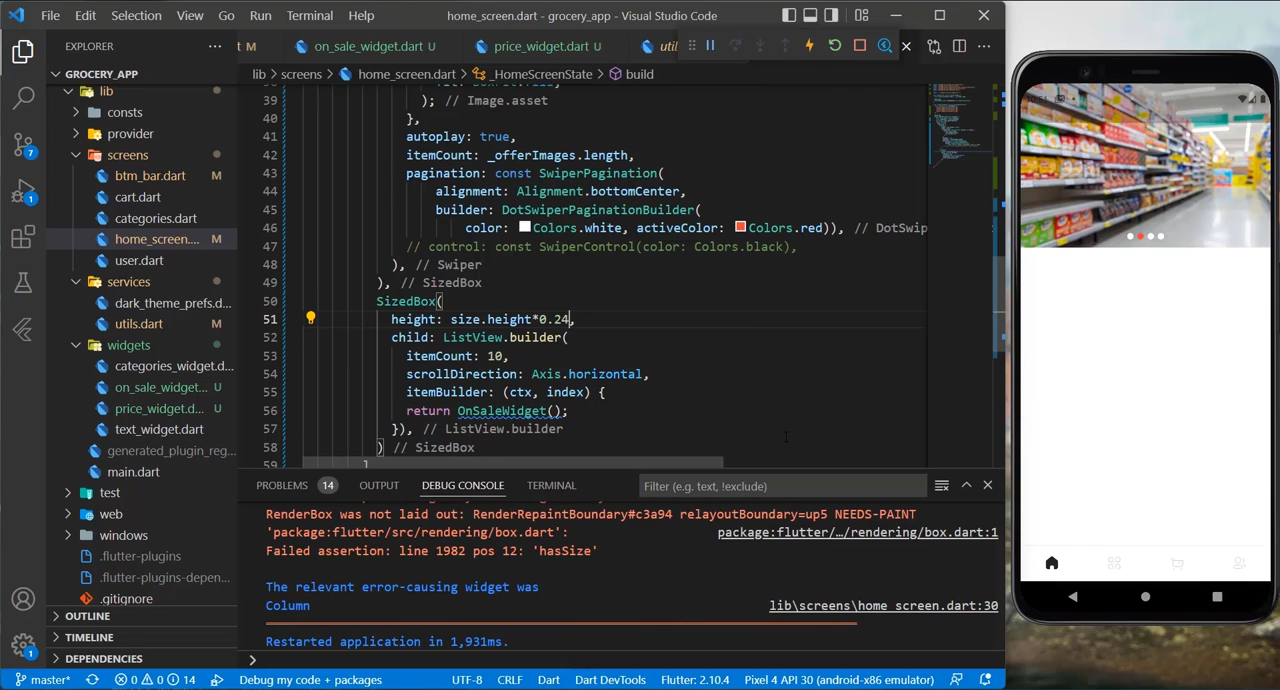 File Edit Selection View Go Run Terminal Help
home_screen.dart - grocery_app - Visual Studio Code
EXPLORER
M
on_sale_widget.dart U
price_widget.dart U
util
GROCERY_APP
lib > screens > home_screen.dart > _HomeScreenState > build
lib
consts
provider
screens
btm_bar.dart M
cart.dart
categories.dart
home_screen.... M
user.dart
services
dark_theme_prefs.d...
utils.dart M
widgets
categories_widget.d...
on_sale_widget... U
price_widget.d... U
text_widget.dart
generated_plugin_reg...
main.dart
test
web
windows
.flutter-plugins
.flutter-plugins-depen...
.gitignore
OUTLINE
TIMELINE
DEPENDENCIES
39 ); // Image.asset
40 },
41 autoplay: true,
42 itemCount: _offerImages.length,
43 pagination: const SwiperPagination(
44 alignment: Alignment.bottomCenter,
45 builder: DotSwiperPaginationBuilder(
46 color: Colors.white, activeColor: Colors.red)), // DotSwip
47 // control: const SwiperControl(color: Colors.black),
48 ), // Swiper
49 ), // SizedBox
50 SizedBox(
51 height: size.height*0.24,
52 child: ListView.builder(
53 itemCount: 10,
54 scrollDirection: Axis.horizontal,
55 itemBuilder: (ctx, index) {
56 return OnSaleWidget();
57 }), // ListView.builder
58 ) // SizedBox
59 ]
PROBLEMS 14 OUTPUT DEBUG CONSOLE TERMINAL
Filter (e.g. text, !exclude)
RenderBox was not laid out: RenderRepaintBoundary#c3a94 relayoutBoundary=up5 NEEDS-PAINT
'package:flutter/src/rendering/box.dart':
package:flutter/…/rendering/box.dart:1
Failed assertion: line 1982 pos 12: 'hasSize'
The relevant error-causing widget was
Column
lib\screens\home_screen.dart:30
Restarted application in 1,931ms.
master* 0 0 14 Debug my code + packages UTF-8 CRLF Dart Dart DevTools Flutter: 2.10.4 Pixel 4 API 30 (android-x86 emulator)